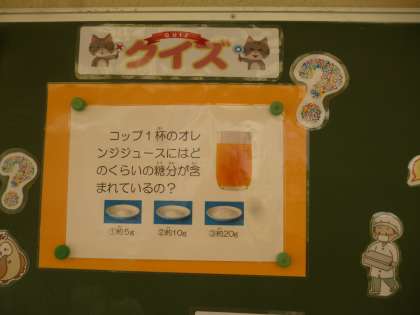 Quiz
クイズ
コップ1杯のオレ
ンジジュースにはど
のくらいの糖分が含
まれているの？
①約5g ②約10g ③約20g